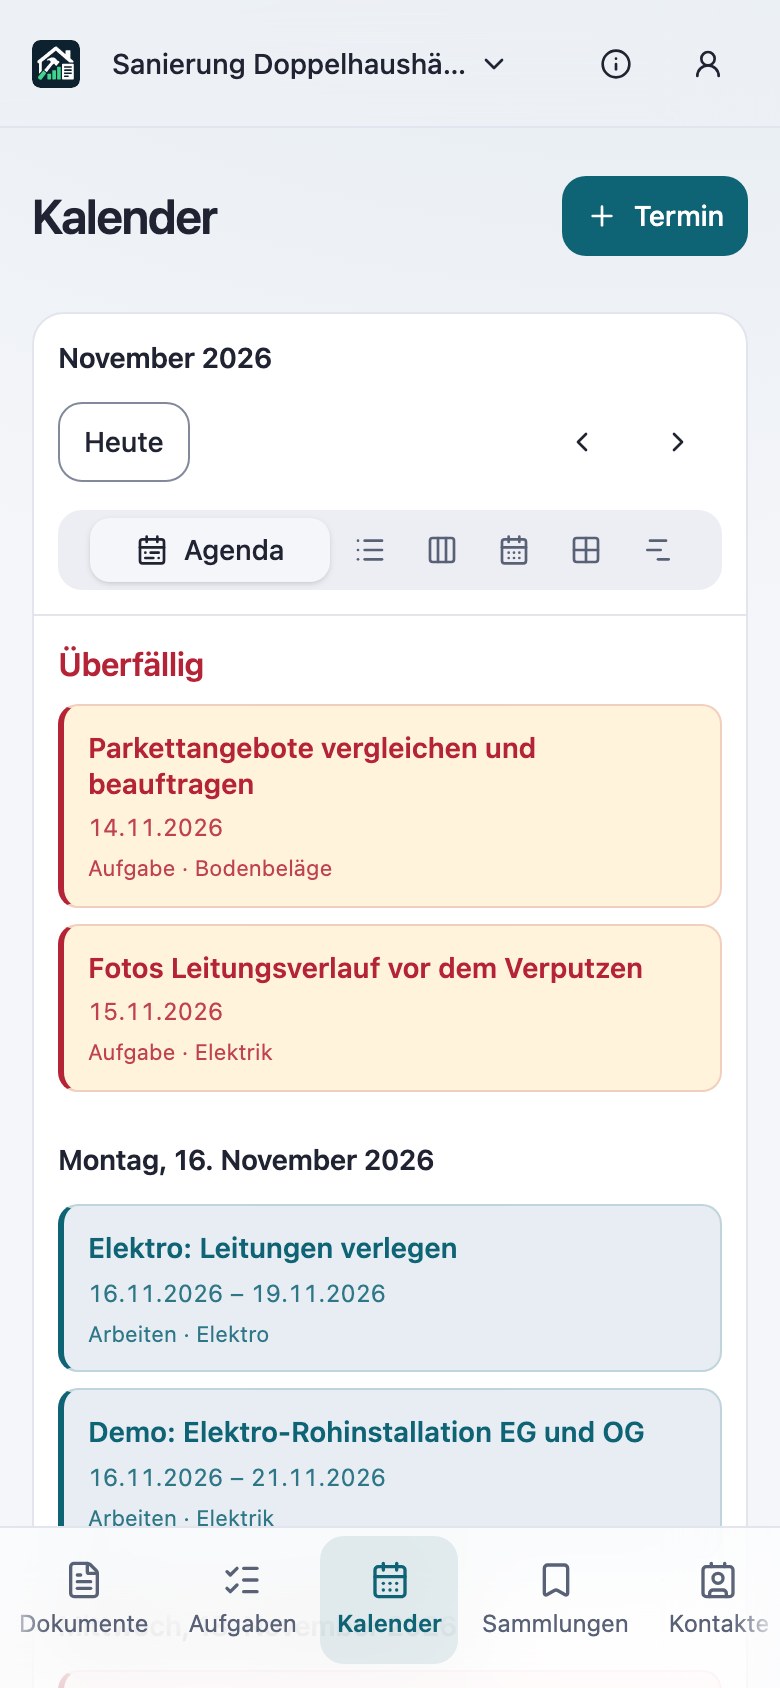 Sanierung Doppelhaushä...
Kalender
Termin
November 2026
Heute
Agenda
Überfällig
Parkettangebote vergleichen und
beauftragen
14.11.2026
Aufgabe · Bodenbeläge
Fotos Leitungsverlauf vor dem Verputzen
15.11.2026
Aufgabe · Elektrik
Montag, 16. November 2026
Elektro: Leitungen verlegen
16.11.2026 – 19.11.2026
Arbeiten · Elektro
Demo: Elektro-Rohinstallation EG und OG
16.11.2026 – 21.11.2026
Arbeiten · Elektrik
Dokumente
Aufgaben
Kalender
Sammlungen
Kontakte